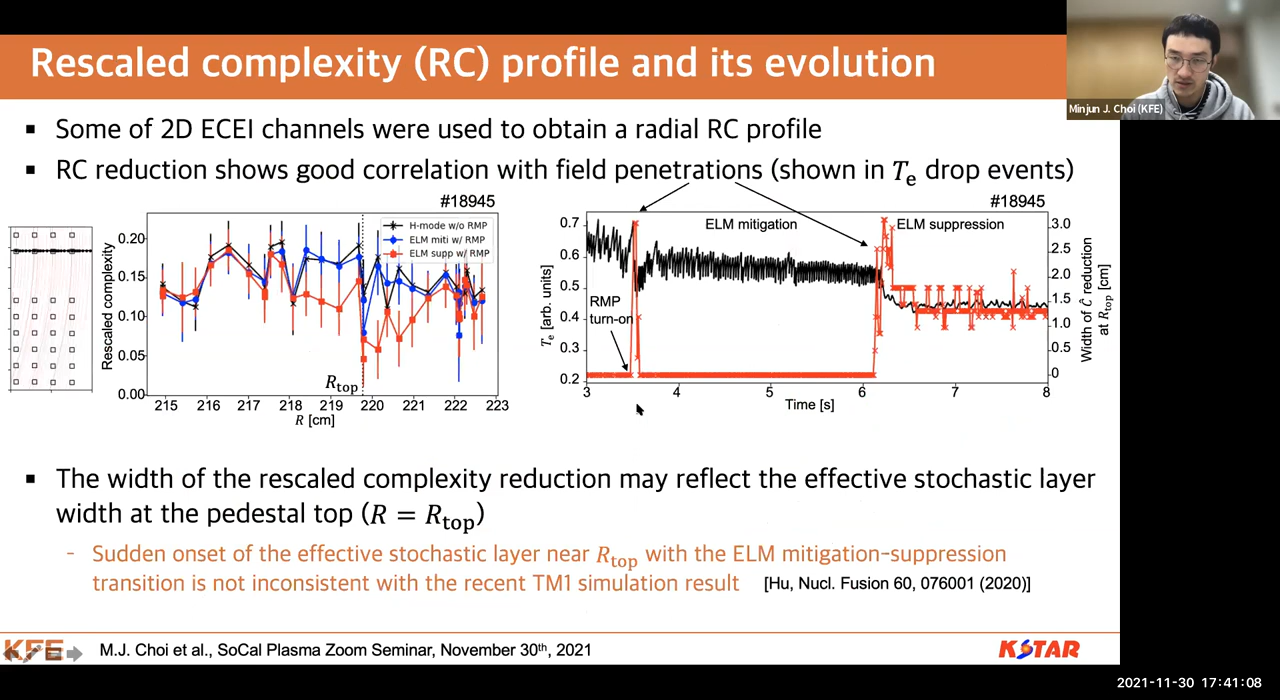 Rescaled complexity (RC) profile and its evolution
Minjun J. Choi (KFE)
▪ Some of 2D ECEI channels were used to obtain a radial RC profile
▪ RC reduction shows good correlation with field penetrations (shown in Te drop events)
#18945
H-mode w/o RMP
ELM miti w/ RMP
ELM supp w/ RMP
Rescaled complexity
0.20
0.15
0.10
0.05
0.00
Rtop
215 216 217 218 219 220 221 222 223
R [cm]
#18945
ELM mitigation
ELM suppression
RMP
turn-on
Te [arb. units]
0.7
0.6
0.5
0.4
0.3
0.2
3.0
2.5
2.0
1.5
1.0
0.5
0
Width of Ĉ reduction
at Rtop [cm]
3 4 5 6 7 8
Time [s]
▪ The width of the rescaled complexity reduction may reflect the effective stochastic layer
width at the pedestal top (R = Rtop)
- Sudden onset of the effective stochastic layer near Rtop with the ELM mitigation-suppression
transition is not inconsistent with the recent TM1 simulation result [Hu, Nucl. Fusion 60, 076001 (2020)]
KFE
M.J. Choi et al., SoCal Plasma Zoom Seminar, November 30th, 2021
KSTAR
2021-11-30 17:41:08